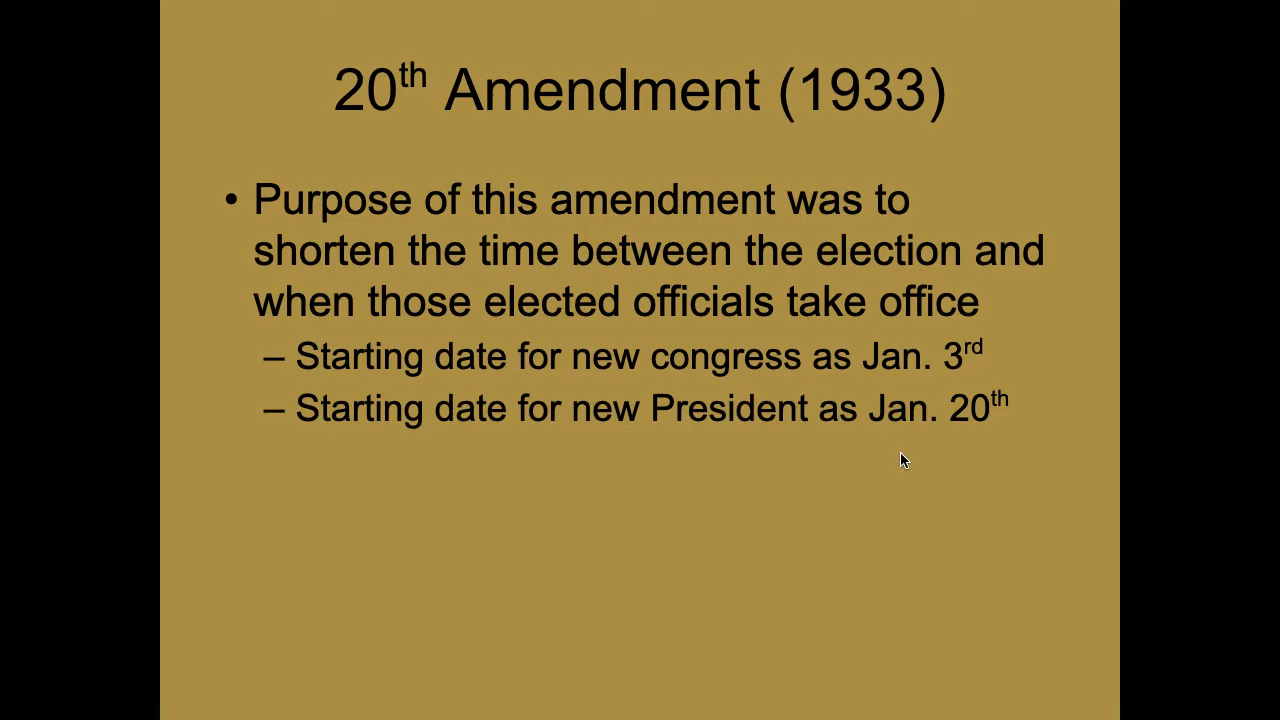 20th Amendment (1933)
• Purpose of this amendment was to
shorten the time between the election and
when those elected officials take office
– Starting date for new congress as Jan. 3rd
– Starting date for new President as Jan. 20th